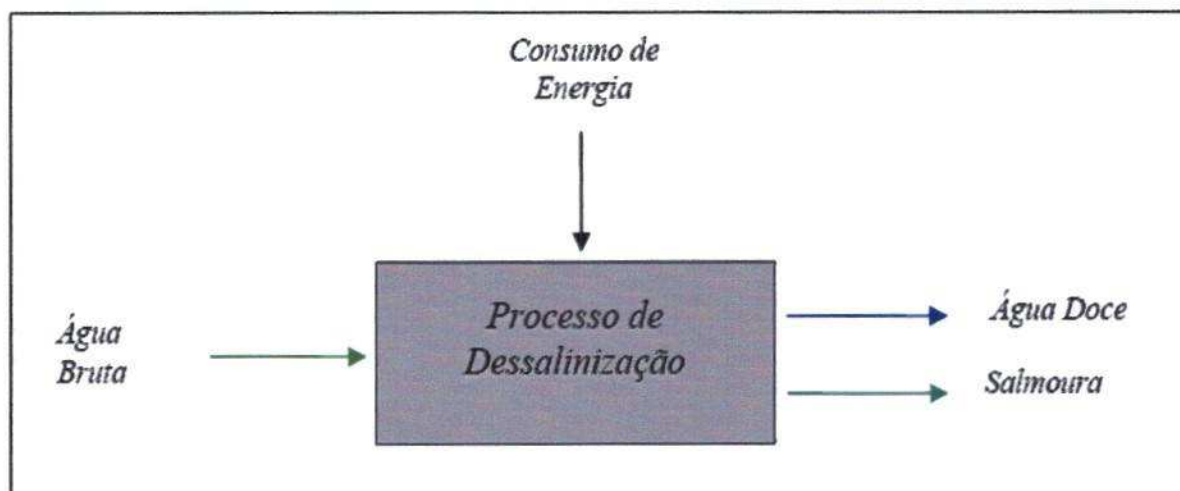 Consumo de
Energia
Água
Bruta
Processo de
Dessalinização
Água Doce
Salmoura